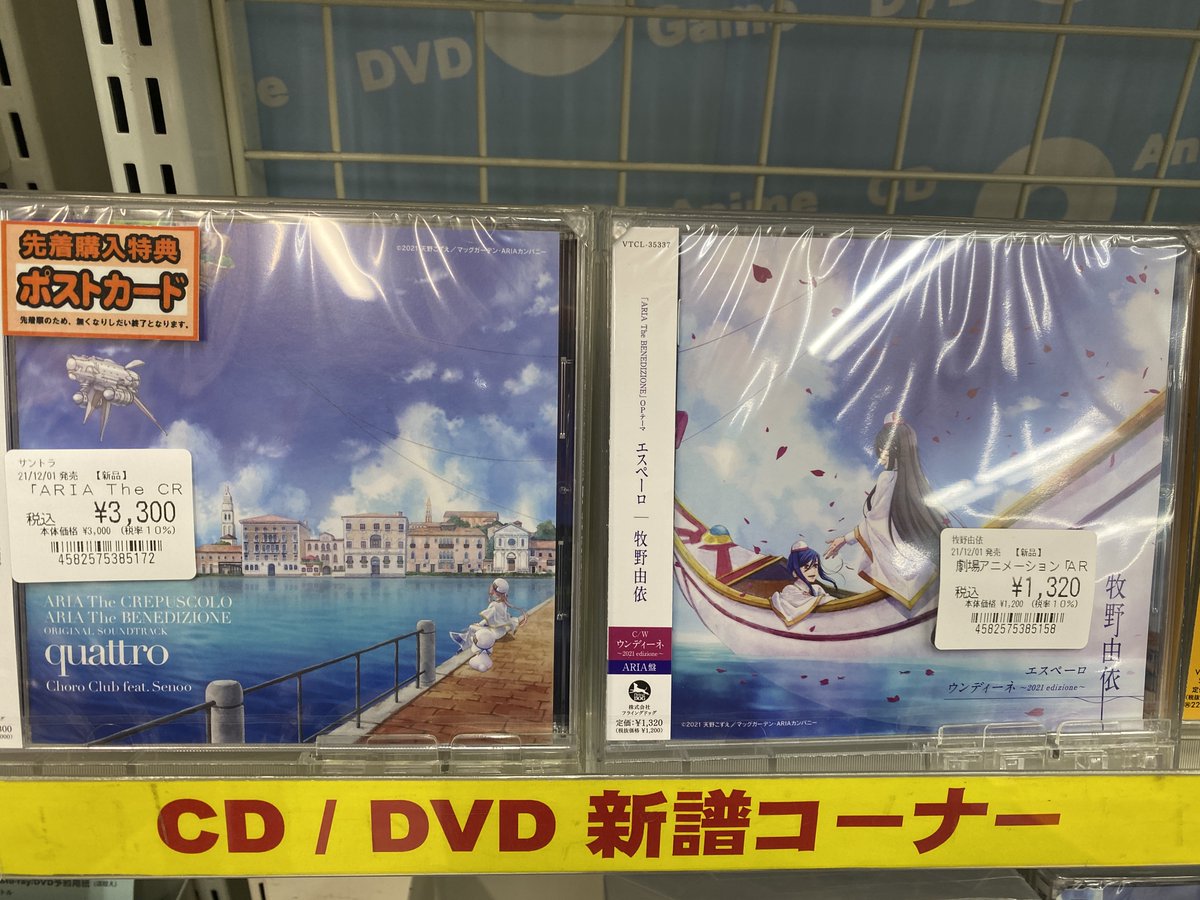 DVD
Game
CD
Anime
先着購入特典
ポストカード
先着順のため、無くなりしだい終了となります。
©2021 天野こずえ／マッグガーデン・ARIAカンパニー
サントラ
21/12/01 発売 【新品】
「ARIA The CR
税込 ¥3,300
本体価格 ¥3,000 (税率10%)
4582575385172
ARIA The CREPUSCOLO
ARIA The BENEDIZIONE
ORIGINAL SOUNDTRACK
quattro
Choro Club feat. Senoo
VTCL-35337
「ARIA The BENEDIZIONE」OPテーマ
エスペーロ｜牧野由依
C/W
ウンディーネ
～2021 edizione～
ARIA盤
株式会社
フライングドッグ
定価:¥1,320
(税抜価格 ¥1,200)
牧野由依
21/12/01 発売 【新品】
劇場アニメーション「AR
税込 ¥1,320
本体価格 ¥1,200 (税率10%)
4582575385158
牧野由依
エスペーロ
ウンディーネ ～2021 edizione～
©2021 天野こずえ／マッグガーデン・ARIAカンパニー
CD / DVD 新譜コーナー